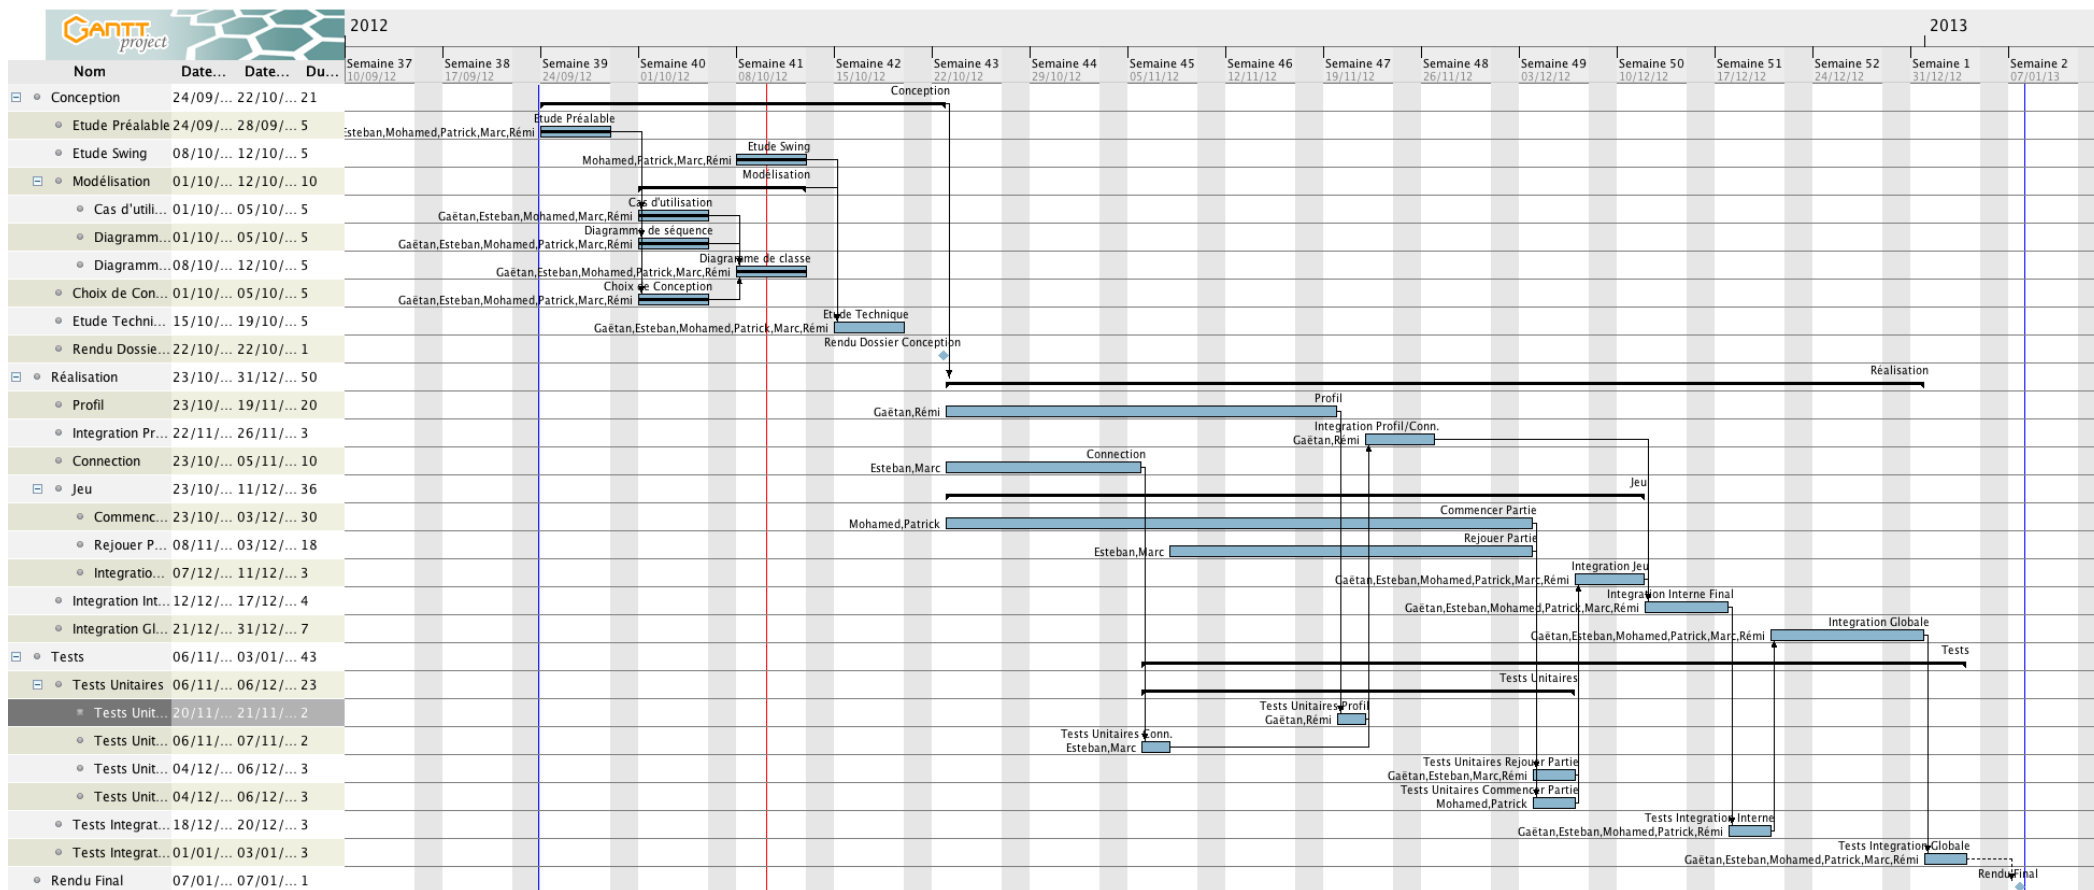 GANTT project
2012
2013
Semaine 37
Semaine 38
Semaine 39
Semaine 40
Semaine 41
Semaine 42
Semaine 43
Semaine 44
Semaine 45
Semaine 46
Semaine 47
Semaine 48
Semaine 49
Semaine 50
Semaine 51
Semaine 52
Semaine 1
Semaine 2
Nom Date... Date... Du...
10/09/12
17/09/12
24/09/12
01/10/12
08/10/12
15/10/12
22/10/12
29/10/12
05/11/12
12/11/12
19/11/12
26/11/12
03/12/12
10/12/12
17/12/12
24/12/12
31/12/12
07/01/13
Conception 24/09/... 22/10/... 21
Conception
Etude Préalable 24/09/... 28/09/... 5
Etude Préalable
Esteban,Mohamed,Patrick,Marc,Rémi
Etude Swing 08/10/... 12/10/... 5
Etude Swing
Mohamed,Patrick,Marc,Rémi
Modélisation 01/10/... 12/10/... 10
Modélisation
Cas d'utili... 01/10/... 05/10/... 5
Cas d'utilisation
Gaëtan,Esteban,Mohamed,Marc,Rémi
Diagramm... 01/10/... 05/10/... 5
Diagramme de séquence
Gaëtan,Esteban,Mohamed,Patrick,Marc,Rémi
Diagramm... 08/10/... 12/10/... 5
Diagramme de classe
Gaëtan,Esteban,Mohamed,Patrick,Marc,Rémi
Choix de Con... 01/10/... 05/10/... 5
Choix de Conception
Gaëtan,Esteban,Mohamed,Patrick,Marc,Rémi
Etude Techni... 15/10/... 19/10/... 5
Etude Technique
Gaëtan,Esteban,Mohamed,Patrick,Marc,Rémi
Rendu Dossie... 22/10/... 22/10/... 1
Rendu Dossier Conception
Réalisation 23/10/... 31/12/... 50
Réalisation
Profil 23/10/... 19/11/... 20
Profil
Gaëtan,Rémi
Integration Pr... 22/11/... 26/11/... 3
Integration Profil/Conn.
Gaëtan,Rémi
Connection 23/10/... 05/11/... 10
Connection
Esteban,Marc
Jeu 23/10/... 11/12/... 36
Jeu
Commenc... 23/10/... 03/12/... 30
Commencer Partie
Mohamed,Patrick
Rejouer P... 08/11/... 03/12/... 18
Rejouer Partie
Esteban,Marc
Integratio... 07/12/... 11/12/... 3
Integration Jeu
Gaëtan,Esteban,Mohamed,Patrick,Marc,Rémi
Integration Int... 12/12/... 17/12/... 4
Integration Interne Final
Gaëtan,Esteban,Mohamed,Patrick,Marc,Rémi
Integration Gl... 21/12/... 31/12/... 7
Integration Globale
Gaëtan,Esteban,Mohamed,Patrick,Marc,Rémi
Tests 06/11/... 03/01/... 43
Tests
Tests Unitaires 06/11/... 06/12/... 23
Tests Unitaires
Tests Unit... 20/11/... 21/11/... 2
Tests Unitaires Profil
Gaëtan,Rémi
Tests Unit... 06/11/... 07/11/... 2
Tests Unitaires Conn.
Esteban,Marc
Tests Unit... 04/12/... 06/12/... 3
Tests Unitaires Rejouer Partie
Gaëtan,Esteban,Marc,Rémi
Tests Unit... 04/12/... 06/12/... 3
Tests Unitaires Commencer Partie
Mohamed,Patrick
Tests Integrat... 18/12/... 20/12/... 3
Tests Integration Interne
Gaëtan,Esteban,Mohamed,Patrick,Rémi
Tests Integrat... 01/01/... 03/01/... 3
Tests Integration Globale
Gaëtan,Esteban,Mohamed,Patrick,Marc,Rémi
Rendu Final 07/01/... 07/01/... 1
Rendu Final